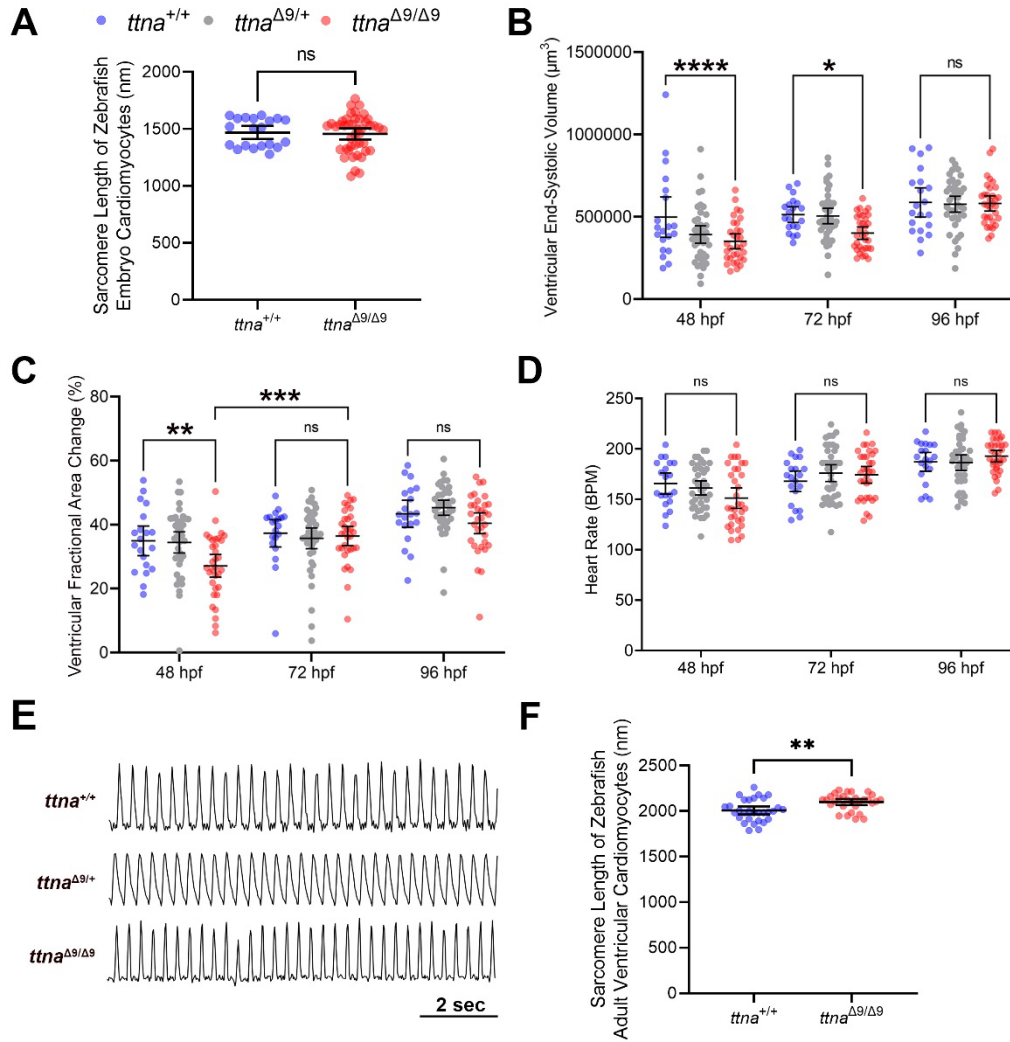 A
ttna+/+ ttnaΔ9/+ ttnaΔ9/Δ9
Sarcomere Length of Zebrafish
Embryo Cardiomyocytes (nm)
2000
1500
1000
500
0
ns
ttna+/+ ttnaΔ9/Δ9
B
Ventricular End-Systolic Volume (µm³)
1500000
1000000
500000
0
**** * ns
48 hpf 72 hpf 96 hpf
C
Ventricular Fractional Area Change (%)
80
60
40
20
0
***
** ns ns
48 hpf 72 hpf 96 hpf
D
Heart Rate (BPM)
250
200
150
100
50
0
ns ns ns
48 hpf 72 hpf 96 hpf
E
ttna+/+
ttnaΔ9/+
ttnaΔ9/Δ9
2 sec
F
Sarcomere Length of Zebrafish
Adult Ventricular Cardiomyocytes (nm)
2500
2000
1500
1000
500
0
**
ttna+/+ ttnaΔ9/Δ9